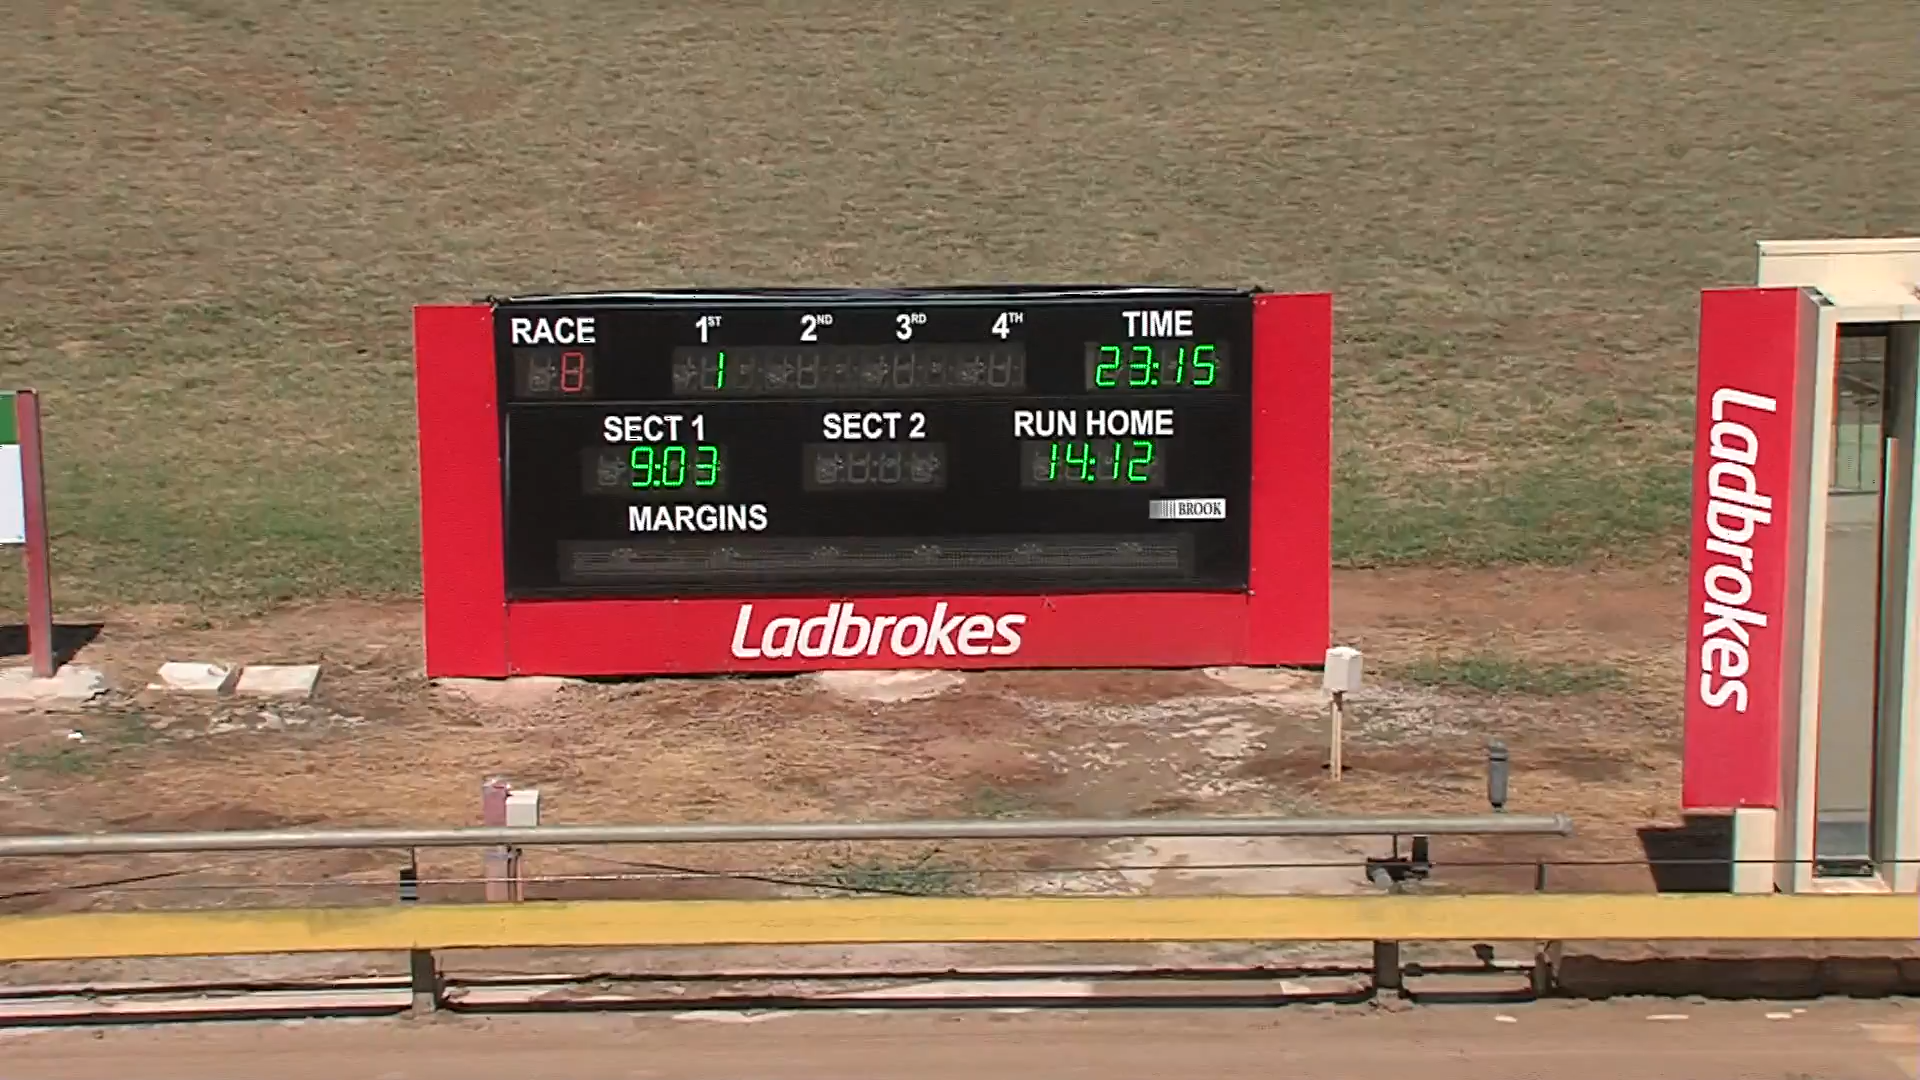 RACE 1ST 2ND 3RD 4TH TIME
8 1 23:15
SECT 1 SECT 2 RUN HOME
9:03 14:12
MARGINS
BROOK
Ladbrokes
Ladbrokes